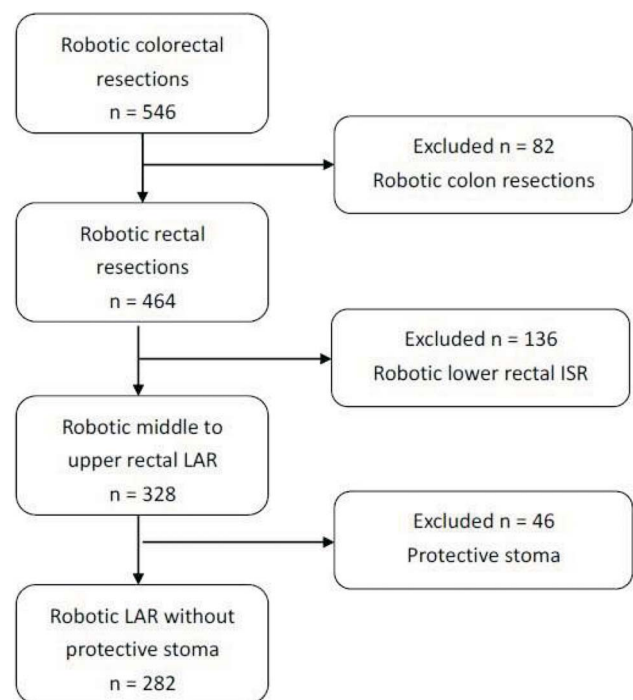 Robotic colorectal
resections
n = 546
Excluded n = 82
Robotic colon resections
Robotic rectal
resections
n = 464
Excluded n = 136
Robotic lower rectal ISR
Robotic middle to
upper rectal LAR
n = 328
Excluded n = 46
Protective stoma
Robotic LAR without
protective stoma
n = 282